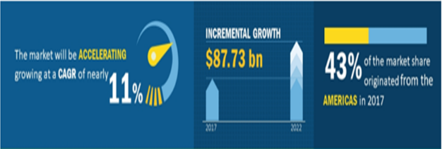 The market will be ACCELERATING
growing at a CAGR of nearly
11%
INCREMENTAL GROWTH
$87.73 bn
2017
2022
43% of the market share
originated from the
AMERICAS in 2017